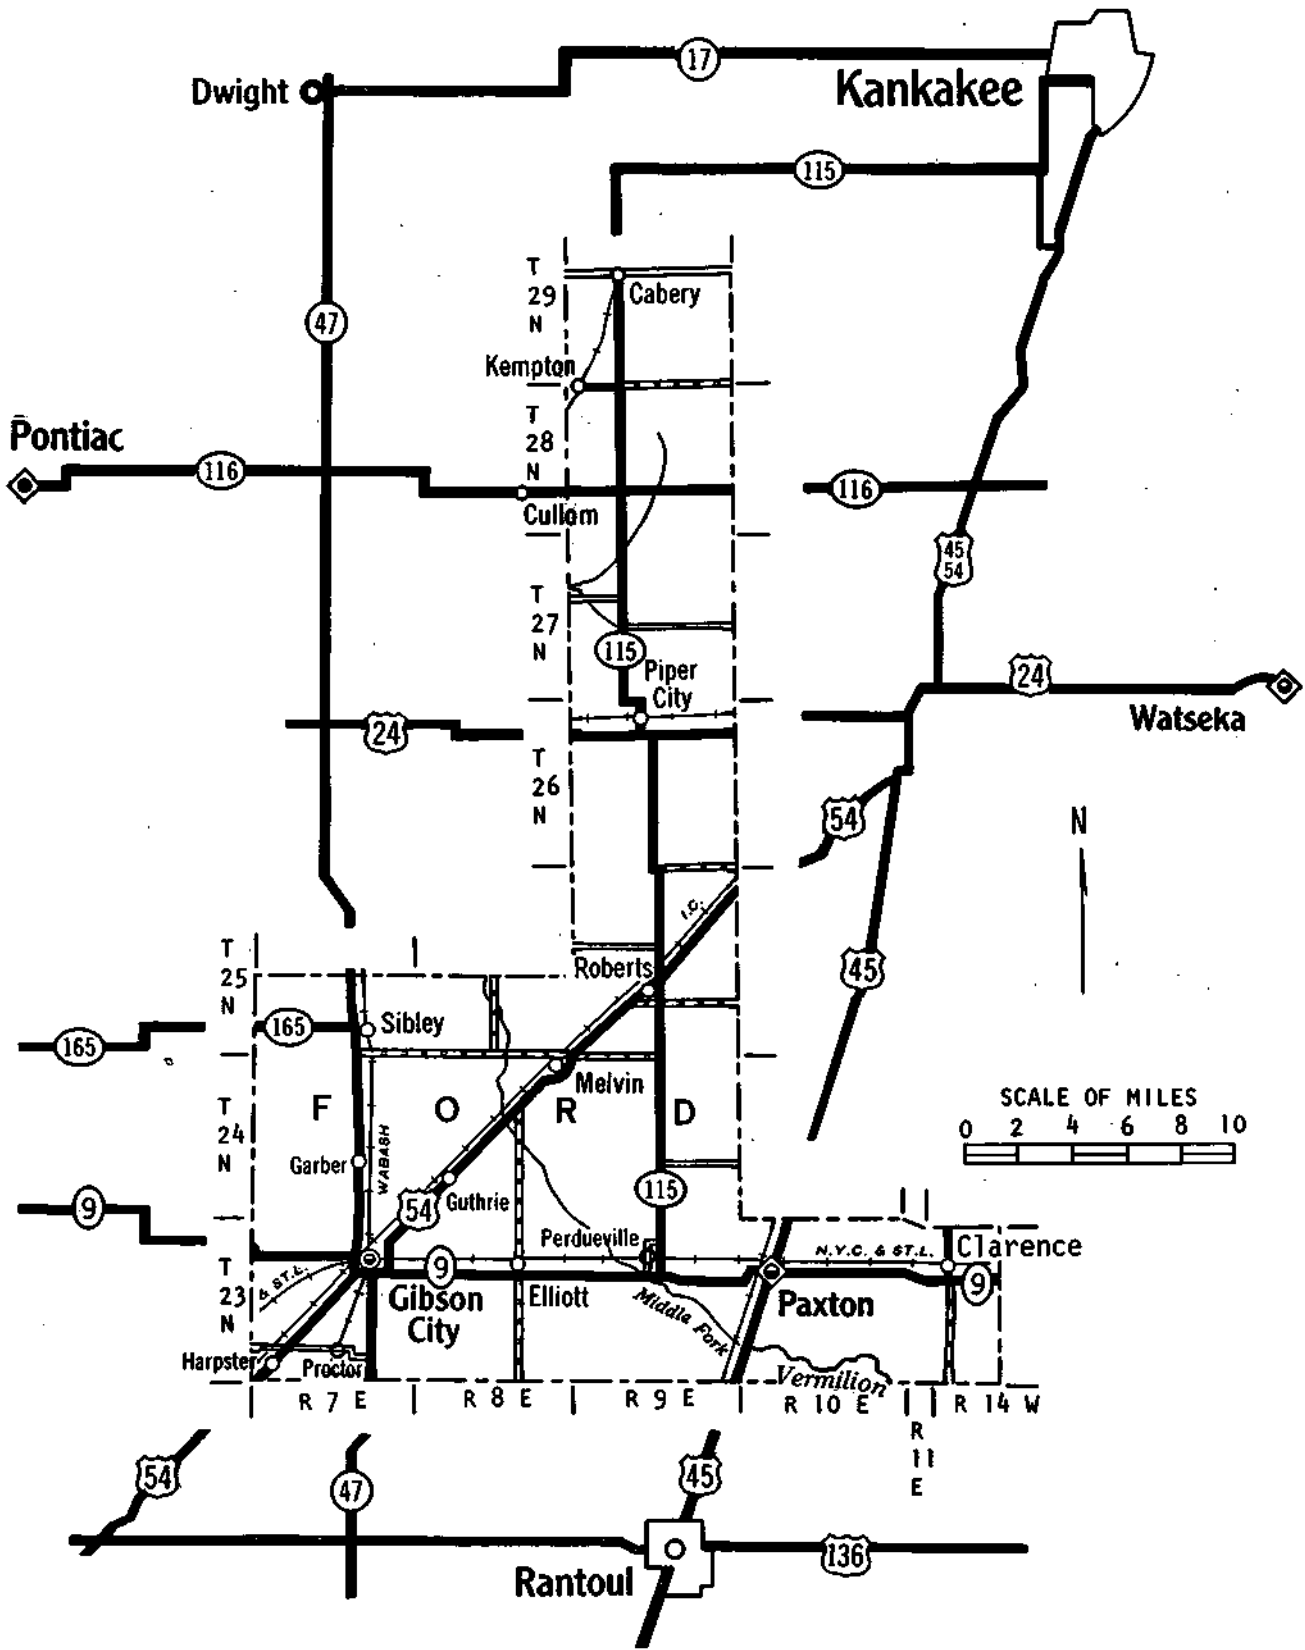 17
Dwight
Kankakee
115
T
29
N
Cabery
47
Kempton
T
28
N
Pontiac
116
116
Cullom
45
54
T
27
N
115
Piper
City
24
Watseka
24
T
26
N
54
N
I.C.
45
T
25
N
Roberts
165
165
Sibley
Melvin
SCALE OF MILES
0 2 4 6 8 10
F O R D
T
24
N
Garber
WABASH
Guthrie
54
115
9
Perdueville
N.Y.C. & ST.L.
Clarence
T
23
N
& ST.L.
9
9
Gibson
City
Elliott
Middle Fork
Paxton
Harpster
Proctor
Vermilion
R 7 E
R 8 E
R 9 E
R 10 E
R 14 W
R
11
E
54
47
45
136
Rantoul